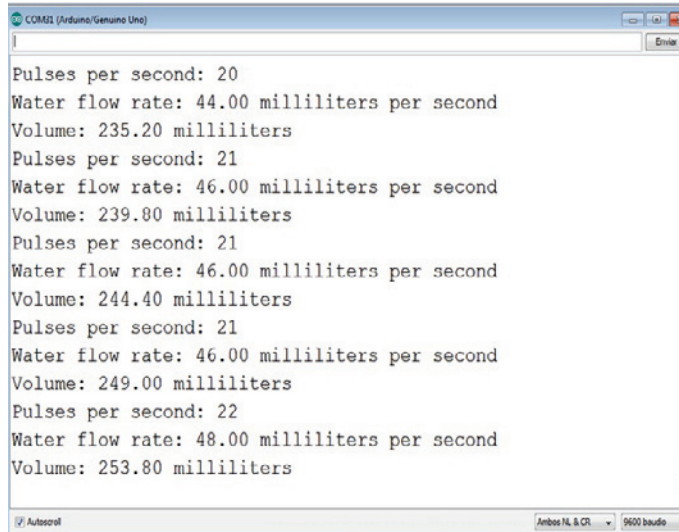 COM31 (Arduino/Genuino Uno)
Enviar
Pulses per second: 20
Water flow rate: 44.00 milliliters per second
Volume: 235.20 milliliters
Pulses per second: 21
Water flow rate: 46.00 milliliters per second
Volume: 239.80 milliliters
Pulses per second: 21
Water flow rate: 46.00 milliliters per second
Volume: 244.40 milliliters
Pulses per second: 21
Water flow rate: 46.00 milliliters per second
Volume: 249.00 milliliters
Pulses per second: 22
Water flow rate: 48.00 milliliters per second
Volume: 253.80 milliliters
Autoscroll Ambos NL & CR 9600 baudio